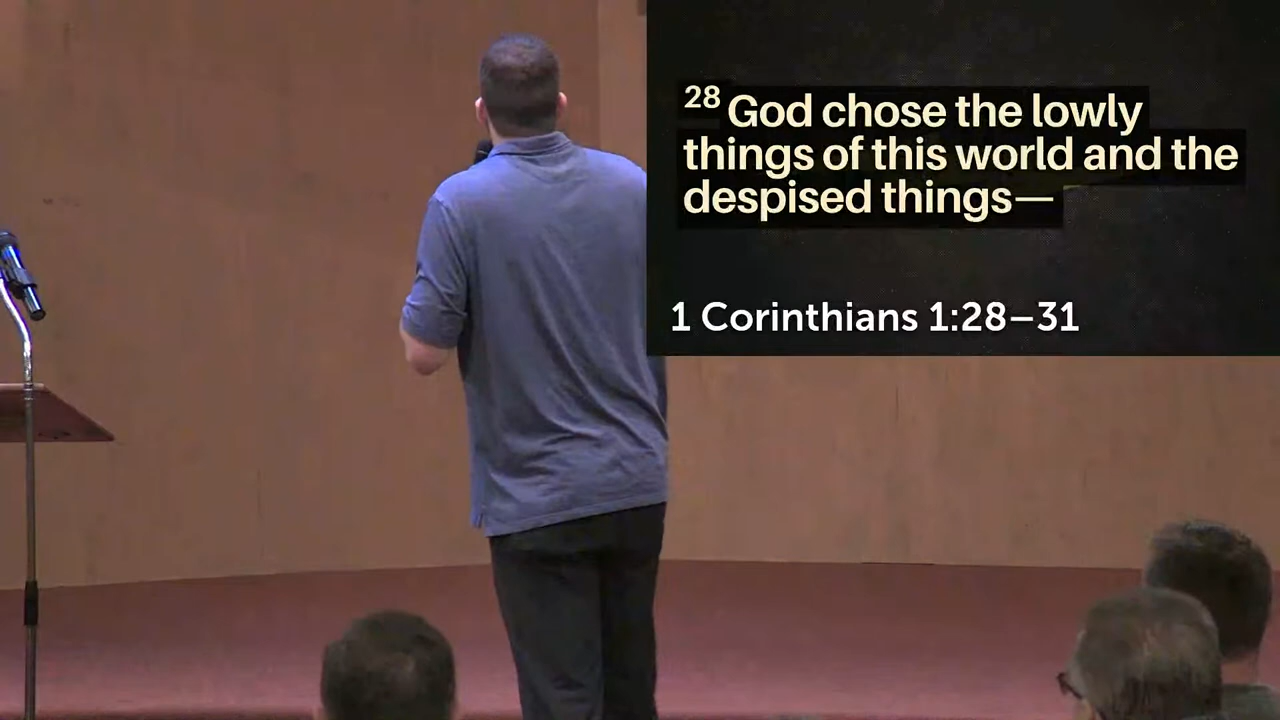 28 God chose the lowly
things of this world and the
despised things—
1 Corinthians 1:28–31